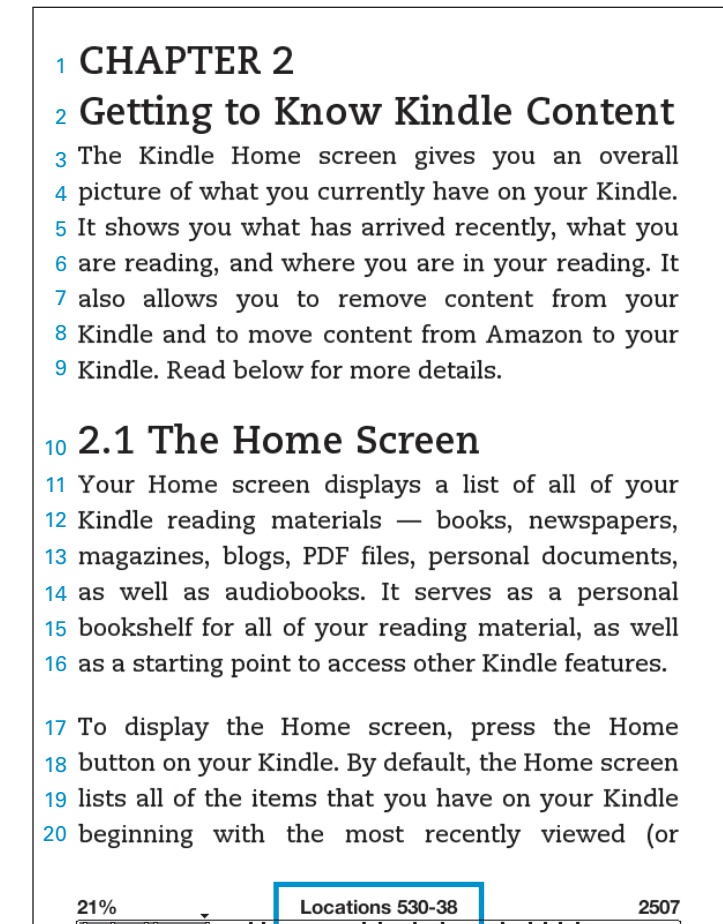 1 CHAPTER 2
2 Getting to Know Kindle Content
3 The Kindle Home screen gives you an overall
4 picture of what you currently have on your Kindle.
5 It shows you what has arrived recently, what you
6 are reading, and where you are in your reading. It
7 also allows you to remove content from your
8 Kindle and to move content from Amazon to your
9 Kindle. Read below for more details.
10 2.1 The Home Screen
11 Your Home screen displays a list of all of your
12 Kindle reading materials — books, newspapers,
13 magazines, blogs, PDF files, personal documents,
14 as well as audiobooks. It serves as a personal
15 bookshelf for all of your reading material, as well
16 as a starting point to access other Kindle features.
17 To display the Home screen, press the Home
18 button on your Kindle. By default, the Home screen
19 lists all of the items that you have on your Kindle
20 beginning with the most recently viewed (or
21% Locations 530-38 2507